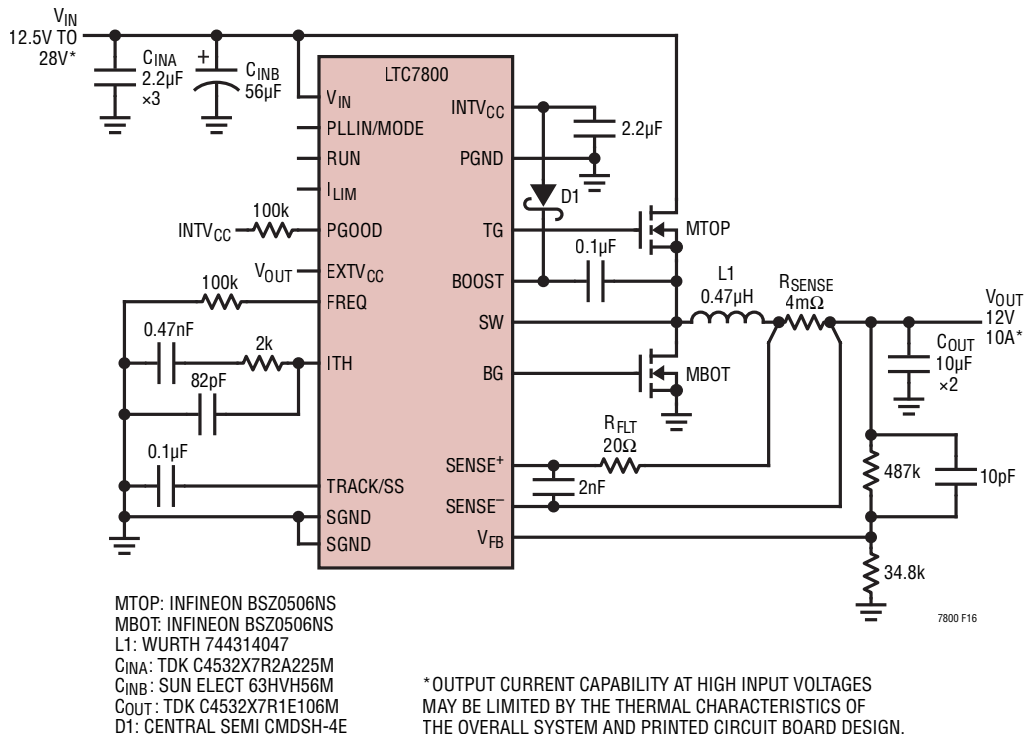 VIN
12.5V TO
28V*
CINA
2.2µF
×3
+
CINB
56µF
LTC7800
VIN
PLLIN/MODE
RUN
ILIM
PGOOD
EXTVCC
FREQ
ITH
TRACK/SS
SGND
SGND
INTVCC
100k
VOUT
100k
0.47nF
2k
82pF
0.1µF
INTVCC
PGND
TG
BOOST
SW
BG
SENSE+
SENSE−
VFB
2.2µF
D1
0.1µF
MTOP
MBOT
L1
0.47µH
RSENSE
4mΩ
VOUT
12V
10A*
COUT
10µF
×2
RFLT
20Ω
2nF
487k
10pF
34.8k
7800 F16
MTOP: INFINEON BSZ0506NS
MBOT: INFINEON BSZ0506NS
L1: WURTH 744314047
CINA: TDK C4532X7R2A225M
CINB: SUN ELECT 63HVH56M
COUT: TDK C4532X7R1E106M
D1: CENTRAL SEMI CMDSH-4E
*OUTPUT CURRENT CAPABILITY AT HIGH INPUT VOLTAGES
MAY BE LIMITED BY THE THERMAL CHARACTERISTICS OF
THE OVERALL SYSTEM AND PRINTED CIRCUIT BOARD DESIGN.